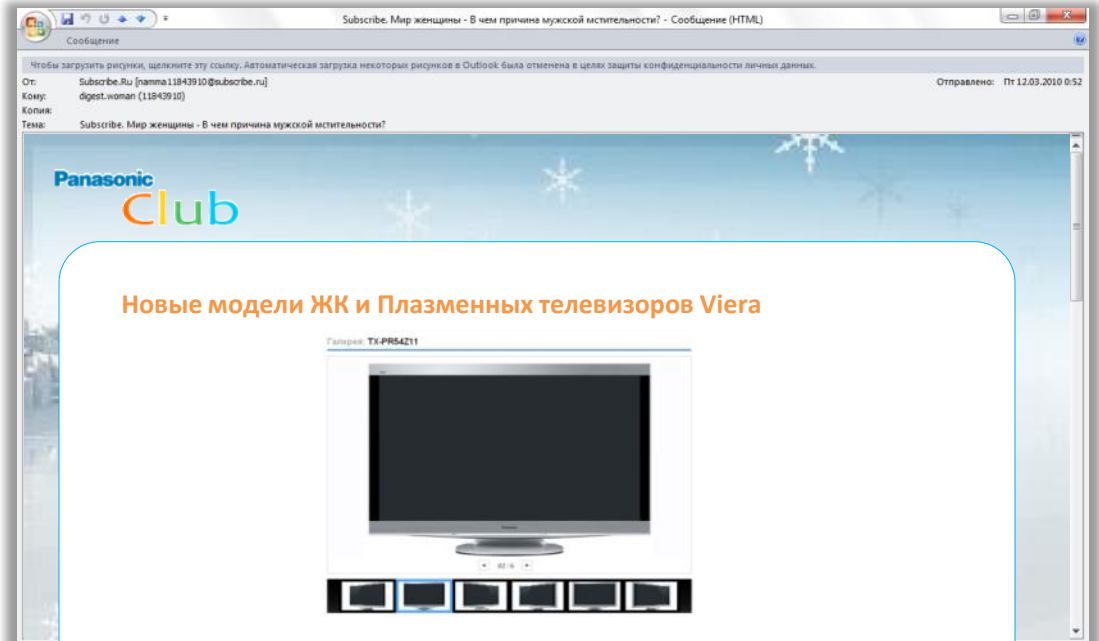 Subscribe. Мир женщины - В чем причина мужской мстительности? - Сообщение (HTML)
Сообщение
Чтобы загрузить рисунки, щелкните эту ссылку. Автоматическая загрузка некоторых рисунков в Outlook была отменена в целях защиты конфиденциальности личных данных.
От: Subscribe.Ru [namma11843910@subscribe.ru] Отправлено: Пт 12.03.2010 0:52
Кому: digest.woman (11843910)
Копия:
Тема: Subscribe. Мир женщины - В чем причина мужской мстительности?
Panasonic
Club
Новые модели ЖК и Плазменных телевизоров Viera
Галерея: TX-PR54Z11
Panasonic
02 / 6